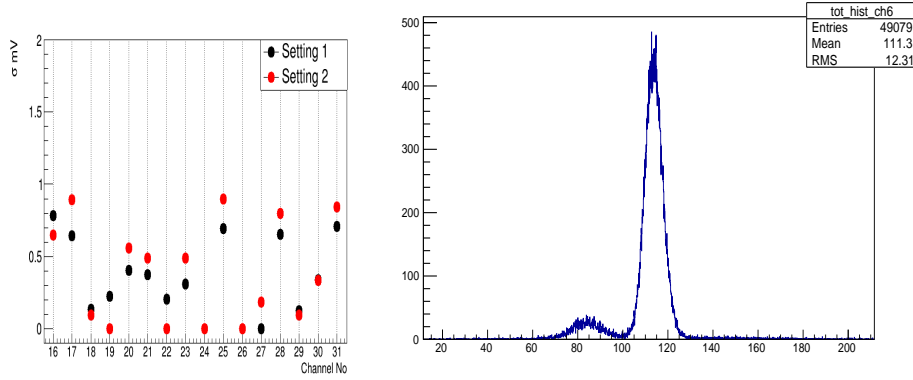 σ mV
2
1.5
1
0.5
0
Setting 1
Setting 2
16 17 18 19 20 21 22 23 24 25 26 27 28 29 30 31
Channel No
tot_hist_ch6
Entries 49079
Mean 111.3
RMS 12.31
500
400
300
200
100
0
20 40 60 80 100 120 140 160 180 200